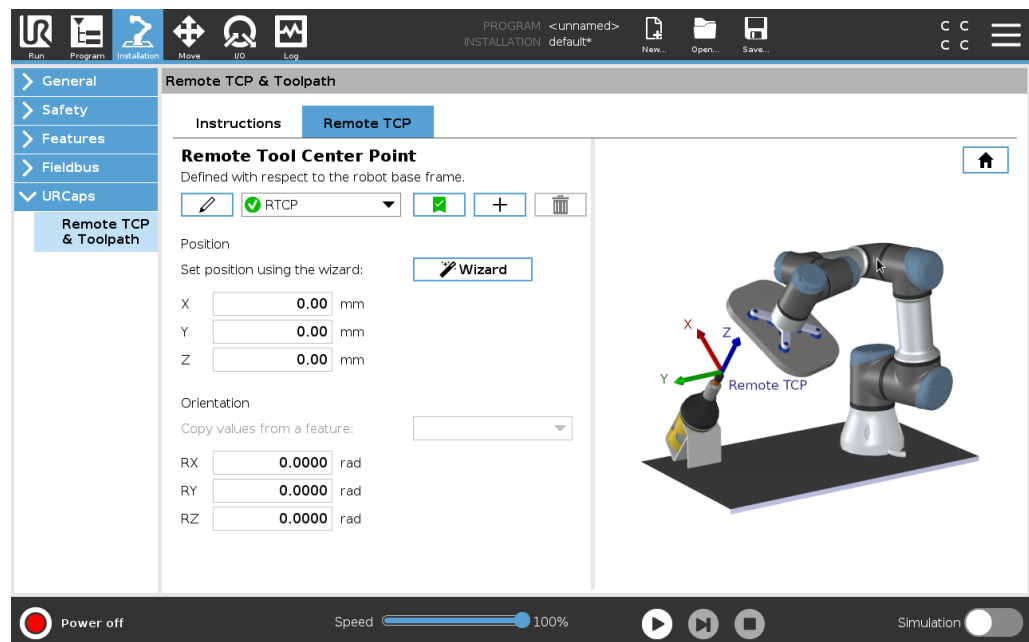 PROGRAM <unnamed>
INSTALLATION default*
C C
C C
Run Program Installation Move I/O Log New... Open... Save...
General
Safety
Features
Fieldbus
URCaps
Remote TCP
& Toolpath
Remote TCP & Toolpath
Instructions Remote TCP
Remote Tool Center Point
Defined with respect to the robot base frame.
RTCP
Position
Set position using the wizard: Wizard
X 0.00 mm
Y 0.00 mm
Z 0.00 mm
Orientation
Copy values from a feature:
RX 0.0000 rad
RY 0.0000 rad
RZ 0.0000 rad
X
Z
Y
Remote TCP
Power off Speed 100% Simulation